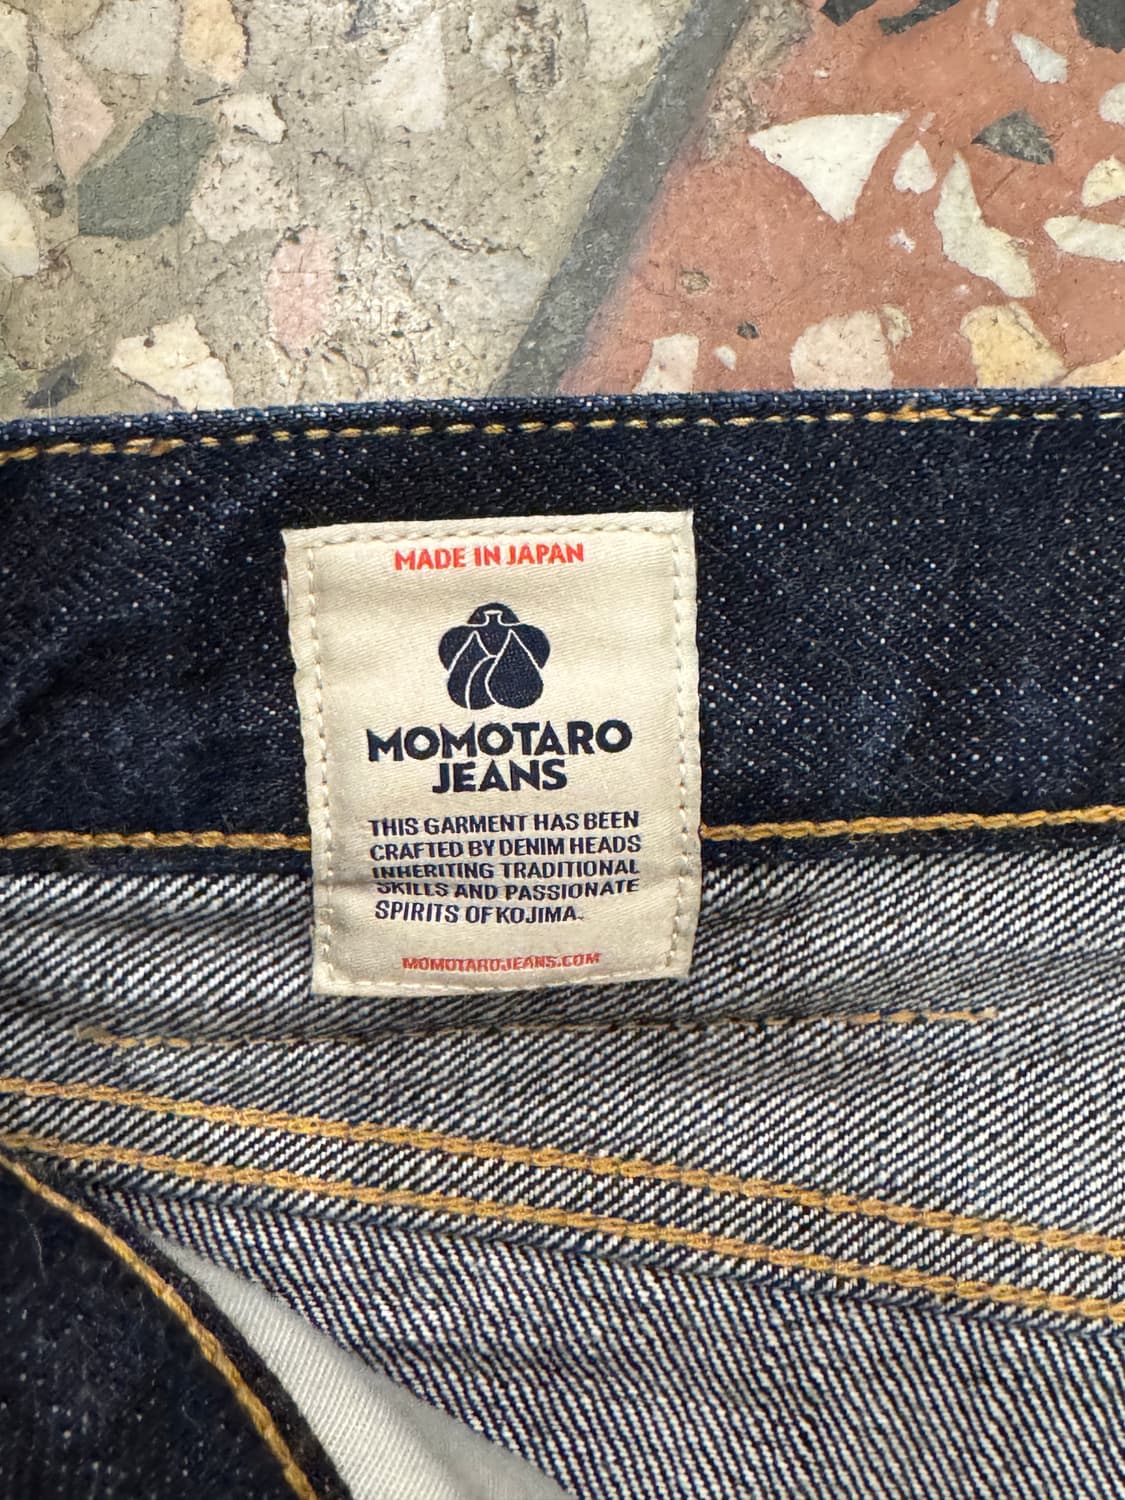 MADE IN JAPAN
MOMOTARO
JEANS
THIS GARMENT HAS BEEN
CRAFTED BY DENIM HEADS
INHERITING TRADITIONAL
SKILLS AND PASSIONATE
SPIRITS OF KOJIMA.
MOMOTAROJEANS.COM